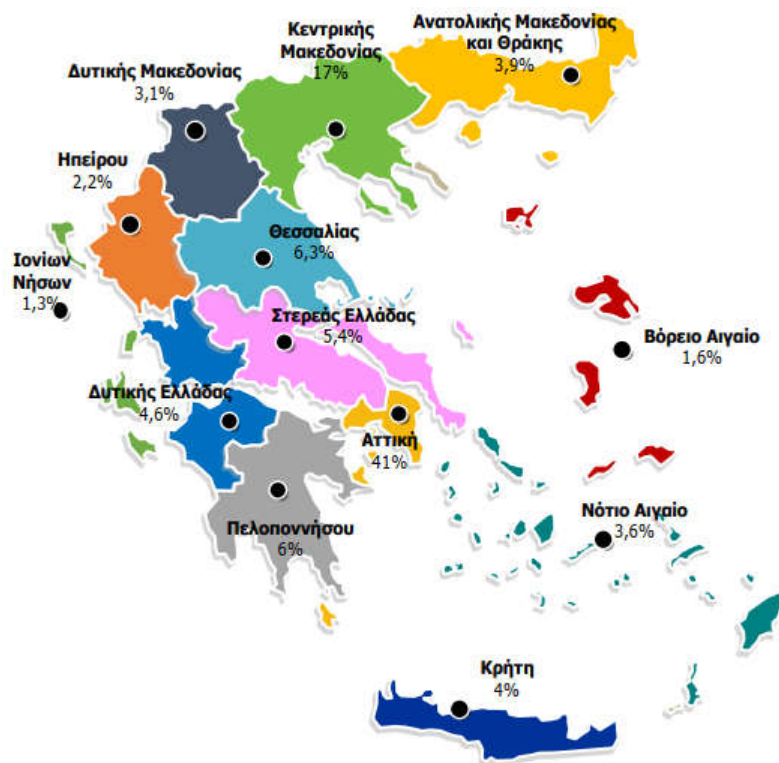 Ανατολικής Μακεδονίας
και Θράκης
3,9%
Κεντρικής
Μακεδονίας
17%
Δυτικής Μακεδονίας
3,1%
Ηπείρου
2,2%
Θεσσαλίας
6,3%
Ιονίων
Νήσων
1,3%
Στερεάς Ελλάδας
5,4%
Βόρειο Αιγαίο
1,6%
Δυτικής Ελλάδας
4,6%
Αττική
41%
Νότιο Αιγαίο
3,6%
Πελοποννήσου
6%
Κρήτη
4%